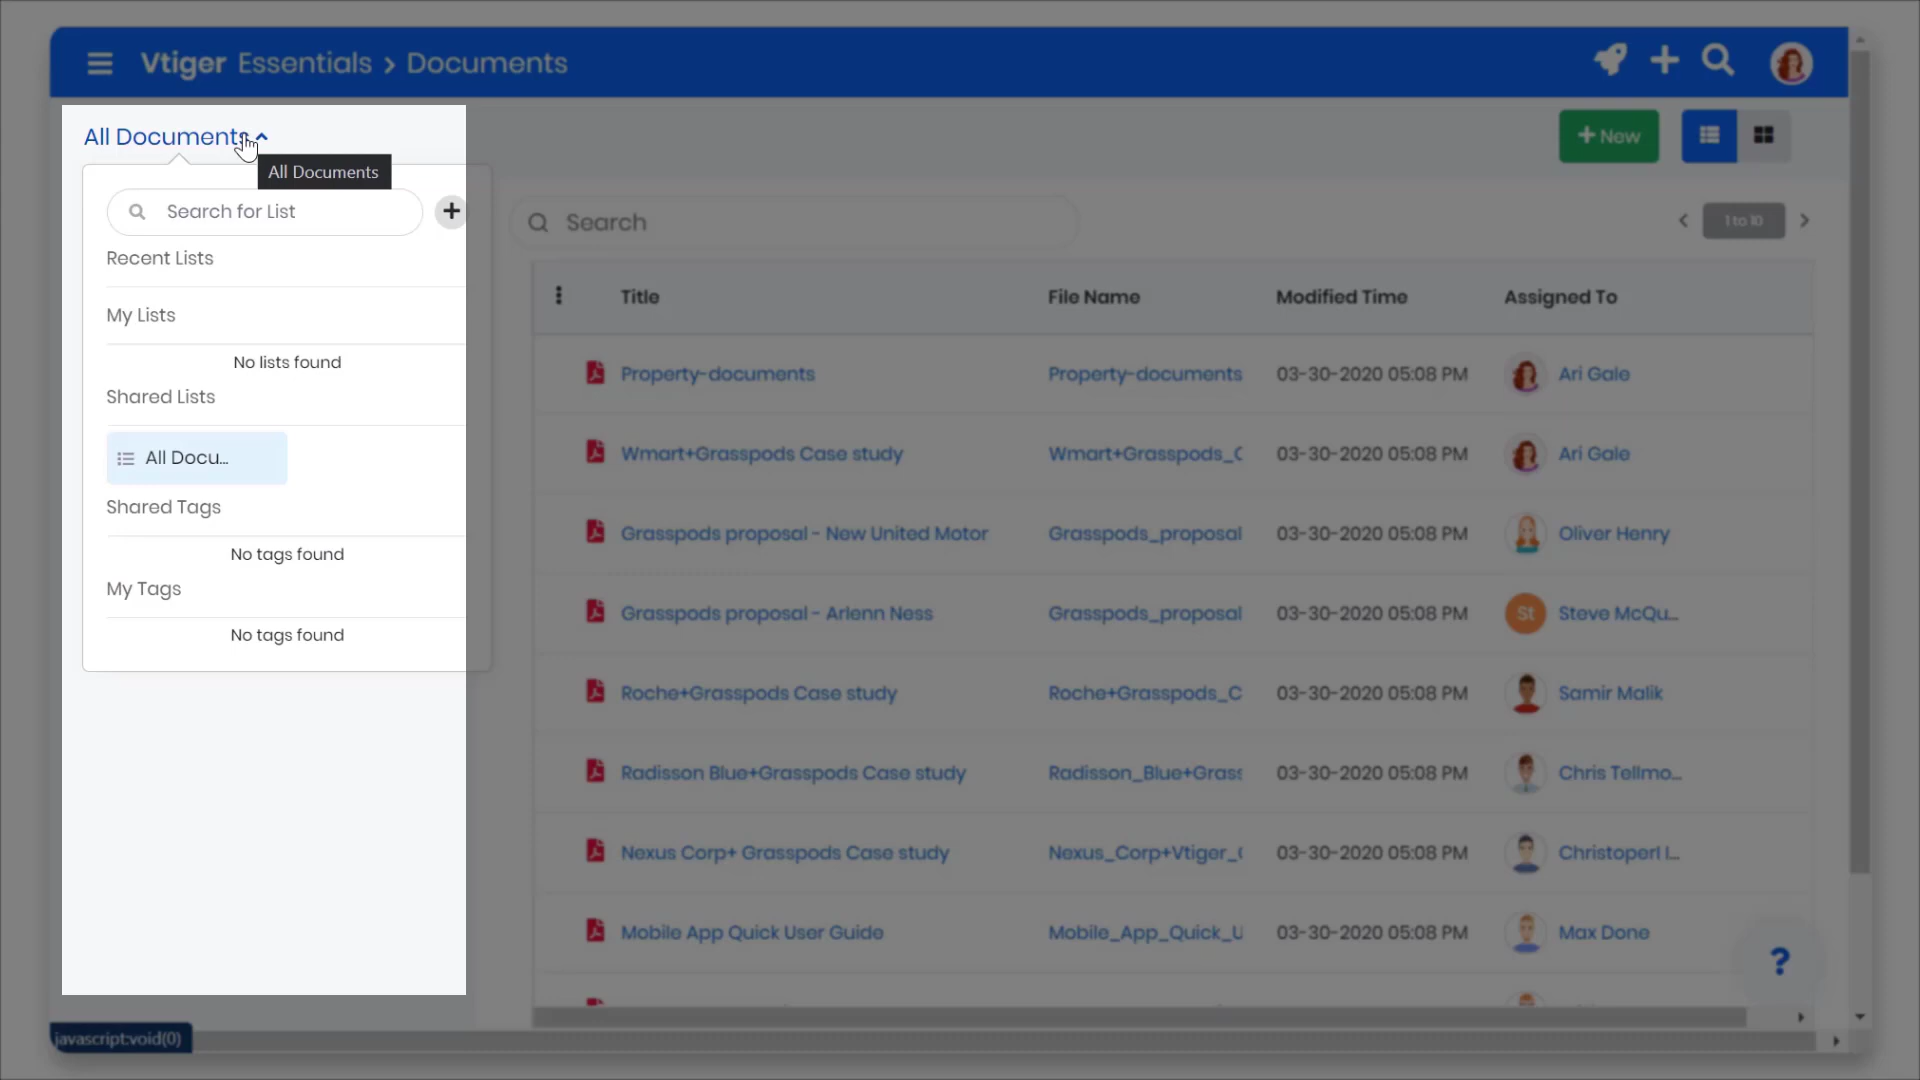 Vtiger Essentials > Documents
All Documents
All Documents
New
Search for List
Search
1 to 10
Recent Lists
My Lists
No lists found
Shared Lists
All Docu...
Shared Tags
No tags found
My Tags
No tags found
Title File Name Modified Time Assigned To
Property-documents Property-documents 03-30-2020 05:08 PM Ari Gale
Wmart+Grasspods Case study Wmart+Grasspods_C 03-30-2020 05:08 PM Ari Gale
Grasspods proposal - New United Motor Grasspods_proposal 03-30-2020 05:08 PM Oliver Henry
Grasspods proposal - Arlenn Ness Grasspods_proposal 03-30-2020 05:08 PM St Steve McQu...
Roche+Grasspods Case study Roche+Grasspods_C 03-30-2020 05:08 PM Samir Malik
Radisson Blue+Grasspods Case study Radisson_Blue+Grass 03-30-2020 05:08 PM Chris Tellmo...
Nexus Corp+ Grasspods Case study Nexus_Corp+Vtiger_ 03-30-2020 05:08 PM Christoperl I...
Mobile App Quick User Guide Mobile_App_Quick_U 03-30-2020 05:08 PM Max Done
?
javascript:void(0)